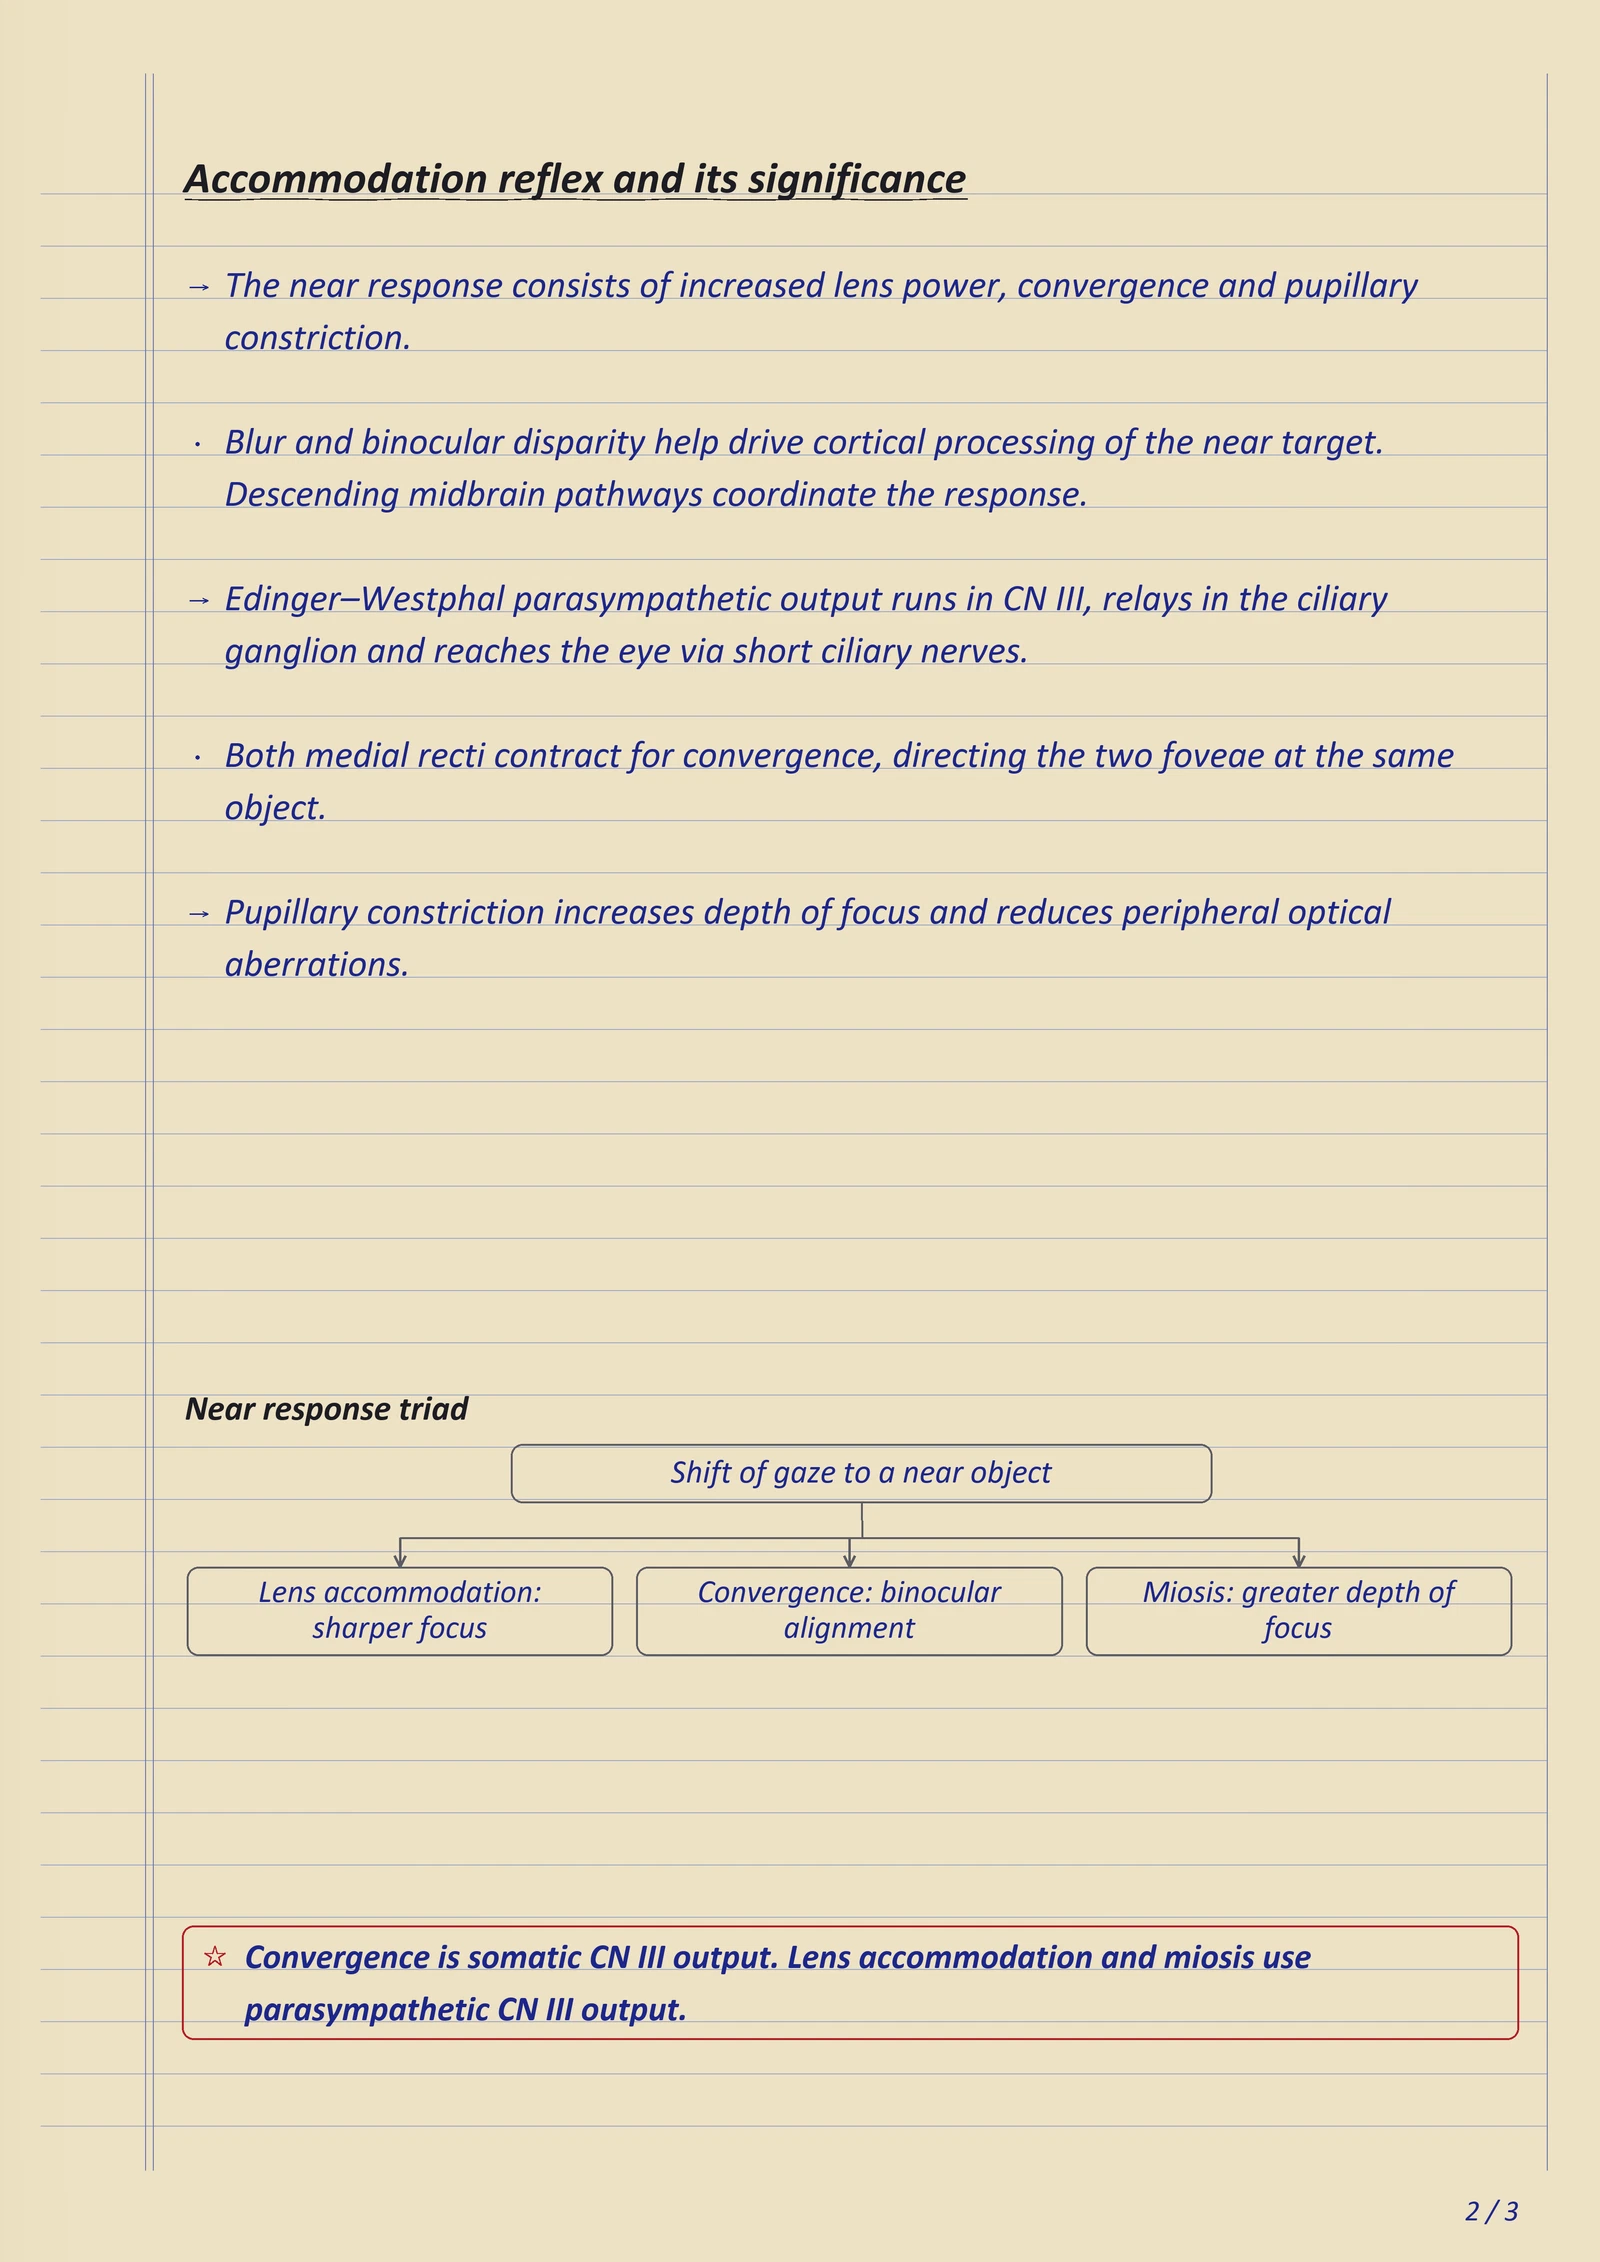 Accommodation reflex and its significance
→ The near response consists of increased lens power, convergence and pupillary
constriction.
· Blur and binocular disparity help drive cortical processing of the near target.
Descending midbrain pathways coordinate the response.
→ Edinger–Westphal parasympathetic output runs in CN III, relays in the ciliary
ganglion and reaches the eye via short ciliary nerves.
· Both medial recti contract for convergence, directing the two foveae at the same
object.
→ Pupillary constriction increases depth of focus and reduces peripheral optical
aberrations.
Near response triad
Shift of gaze to a near object
Lens accommodation:
sharper focus
Convergence: binocular
alignment
Miosis: greater depth of
focus
☆ Convergence is somatic CN III output. Lens accommodation and miosis use
parasympathetic CN III output.
2 / 3